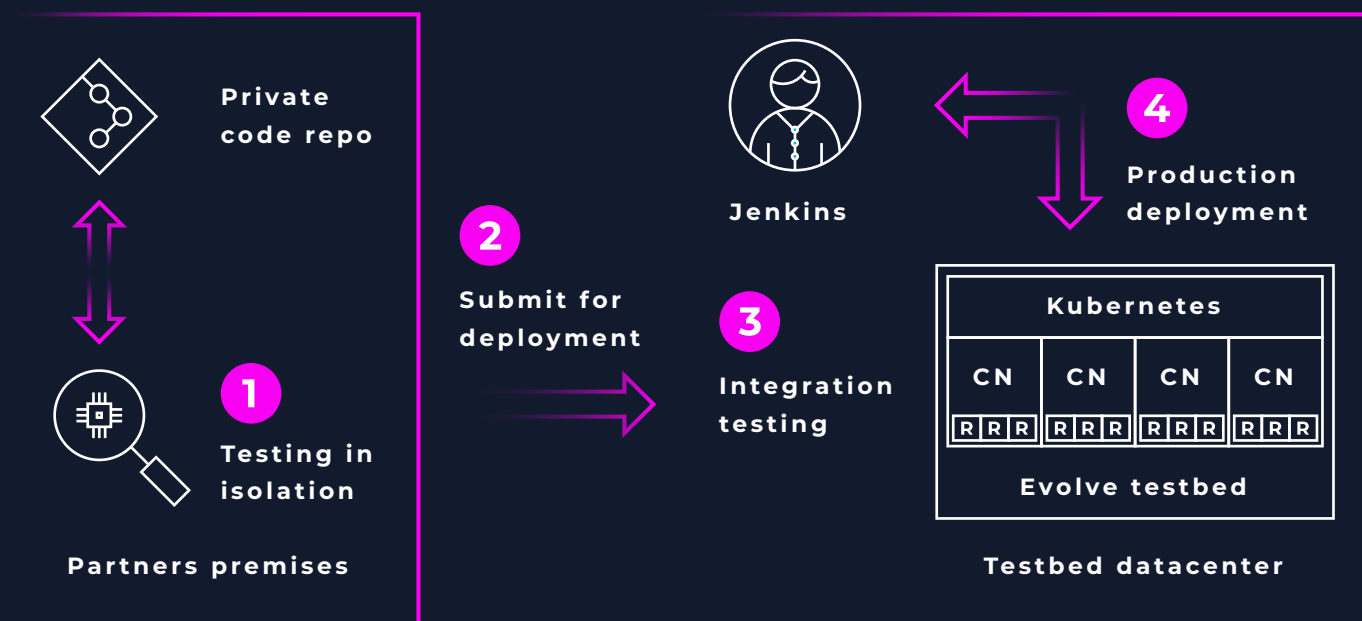 Private
code repo
1
Testing in
isolation
Partners premises
2
Submit for
deployment
Jenkins
3
Integration
testing
4
Production
deployment
Kubernetes
CN CN CN CN
R R R R R R R R R R R R
Evolve testbed
Testbed datacenter